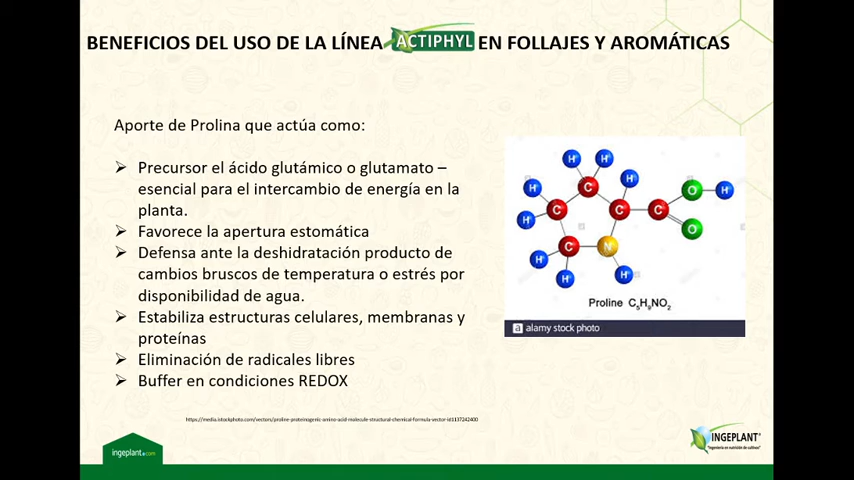 BENEFICIOS DEL USO DE LA LÍNEA ACTIPHYL EN FOLLAJES Y AROMÁTICAS
Aporte de Prolina que actúa como:
➢ Precursor el ácido glutámico o glutamato –
esencial para el intercambio de energía en la
planta.
➢ Favorece la apertura estomática
➢ Defensa ante la deshidratación producto de
cambios bruscos de temperatura o estrés por
disponibilidad de agua.
➢ Estabiliza estructuras celulares, membranas y
proteínas
➢ Eliminación de radicales libres
➢ Buffer en condiciones REDOX
H H
H H
C
H C C C O H
C N O
H H H
Proline C₅H₉NO₂
a alamy stock photo
https://media.istockphoto.com/vectors/proline-proteinogenic-amino-acid-molecule-structural-chemical-formula-vector-id1137242400
ingeplant.com
INGEPLANT®
"Ingeniería en nutrición de cultivos"